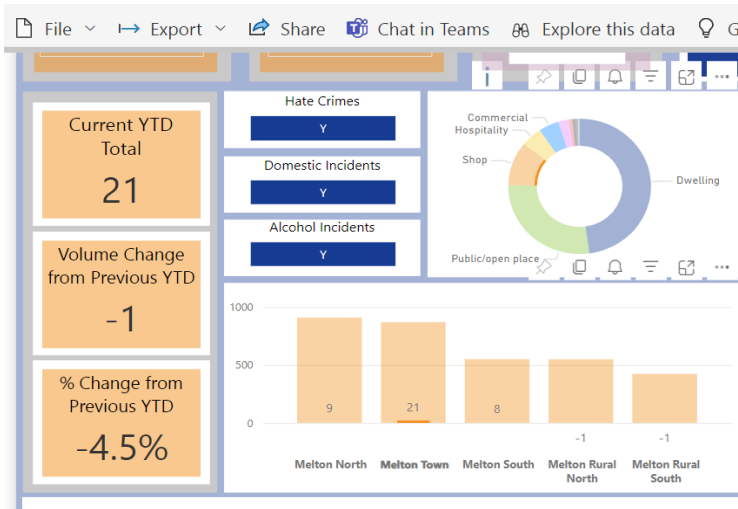 File Export Share Chat in Teams Explore this data G
Current YTD
Total
21
Volume Change
from Previous YTD
-1
% Change from
Previous YTD
-4.5%
Hate Crimes
Y
Domestic Incidents
Y
Alcohol Incidents
Y
Commercial
Hospitality
Shop
Dwelling
Public/open place
1000
500
0
9 21 8 -1 -1
Melton North Melton Town Melton South Melton Rural North Melton Rural South